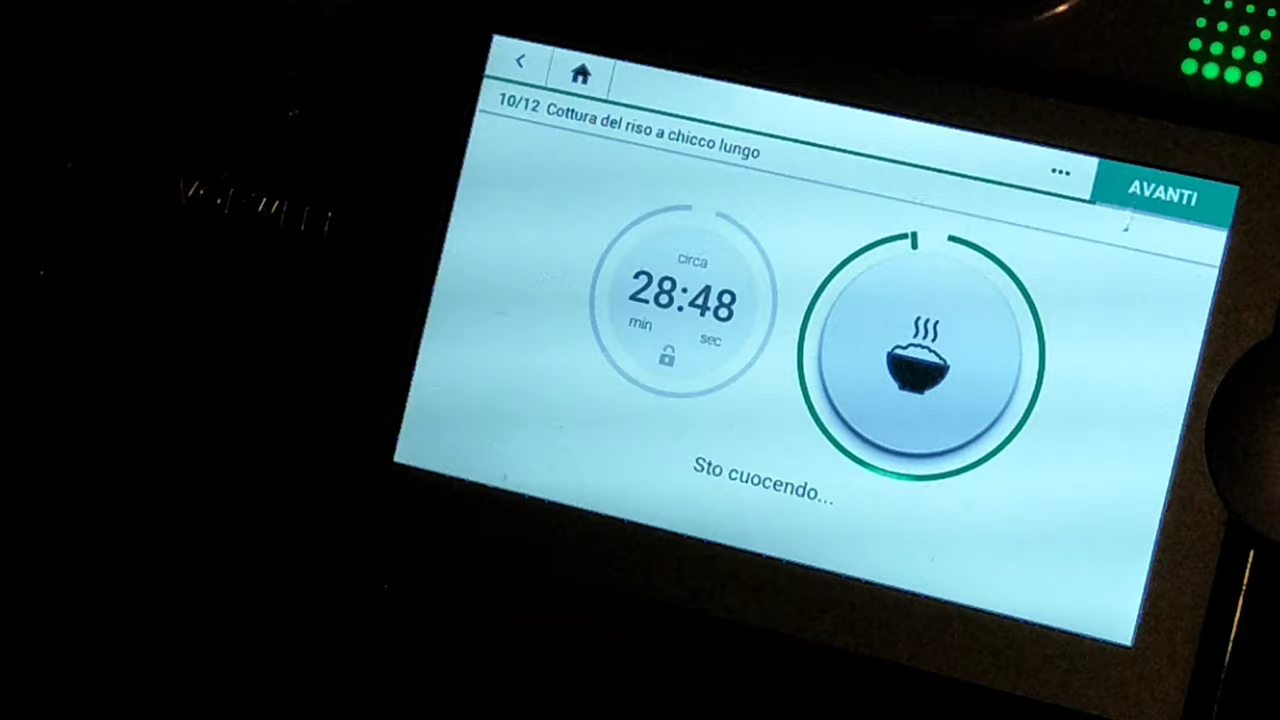 10/12 Cottura del riso a chicco lungo
... AVANTI
circa
28:48
min sec
Sto cuocendo...